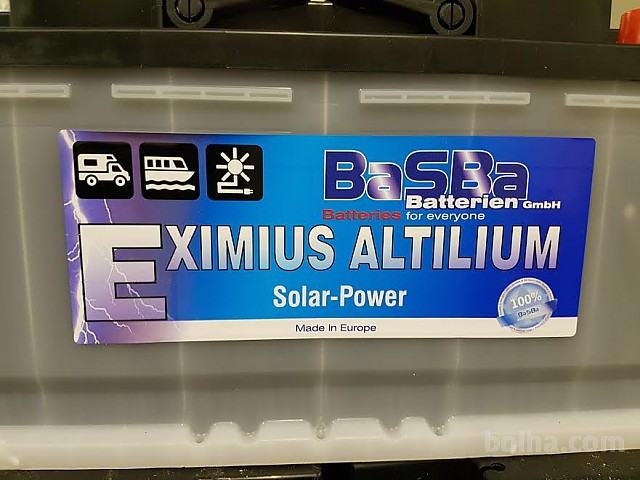 BaSBa
Batterien GmbH
Batteries for everyone
EXIMIUS ALTILIUM
Solar-Power
100%
BaSBa
Made In Europe
bolha.com